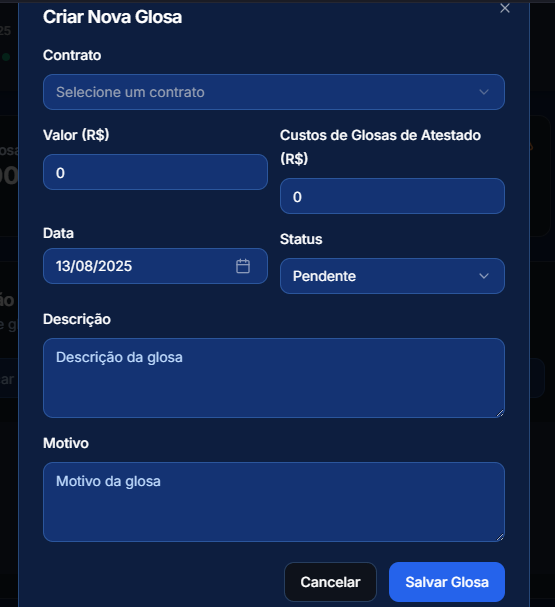 Criar Nova Glosa
Contrato
Selecione um contrato
Valor (R$)
Custos de Glosas de Atestado
(R$)
0
0
Data
Status
13/08/2025
Pendente
Descrição
Descrição da glosa
Motivo
Motivo da glosa
Cancelar
Salvar Glosa